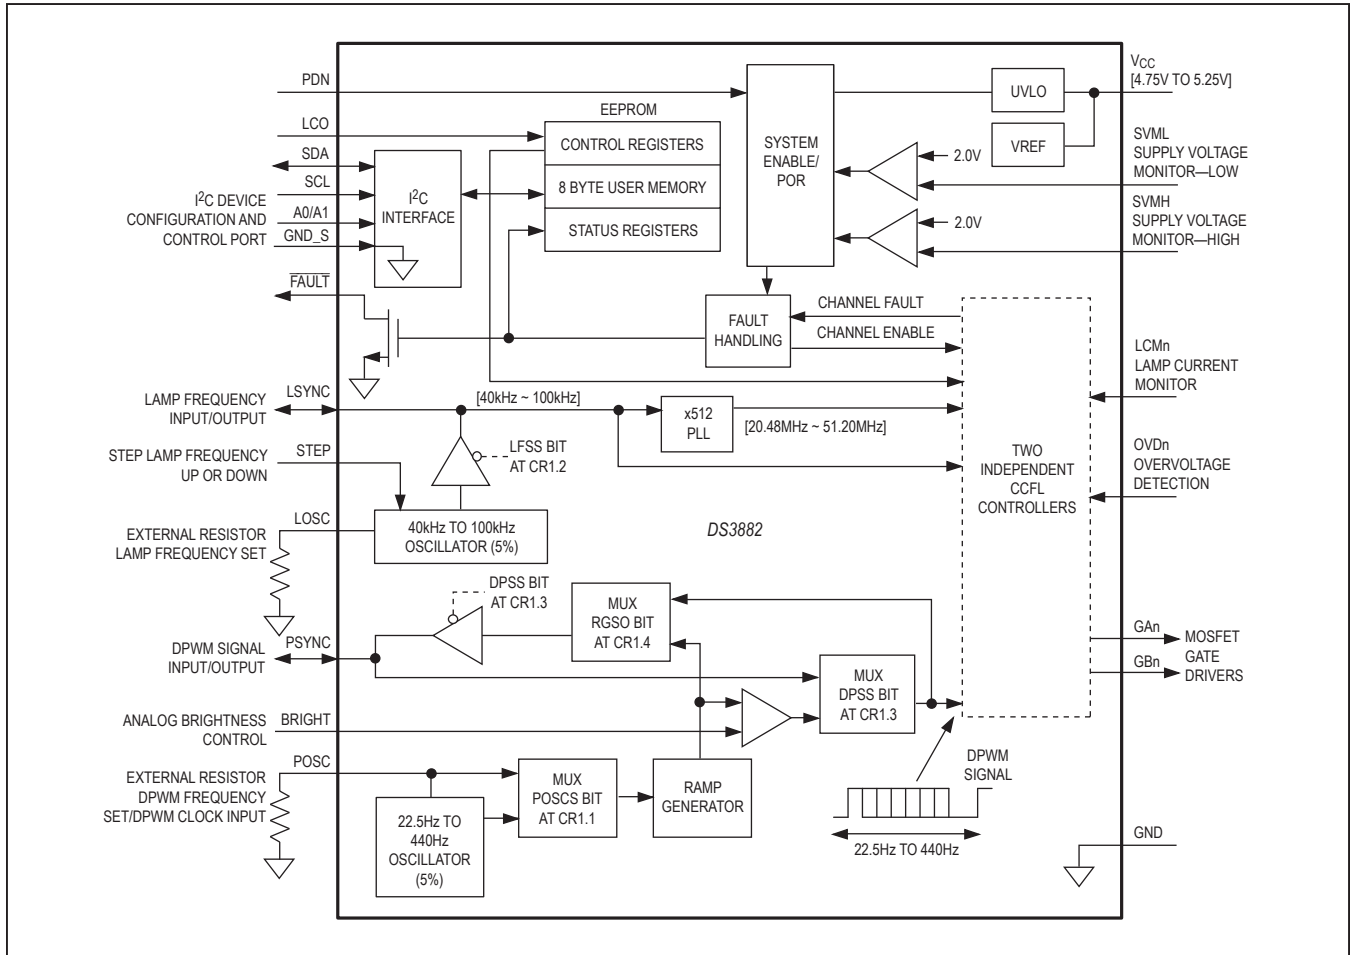 PDN
LCO
SDA
SCL
A0/A1
GND_S
I²C DEVICE
CONFIGURATION AND
CONTROL PORT
FAULT
I²C
INTERFACE
EEPROM
CONTROL REGISTERS
8 BYTE USER MEMORY
STATUS REGISTERS
SYSTEM
ENABLE/
POR
UVLO
VREF
2.0V
2.0V
VCC
[4.75V TO 5.25V]
SVML
SUPPLY VOLTAGE
MONITOR—LOW
SVMH
SUPPLY VOLTAGE
MONITOR—HIGH
FAULT
HANDLING
CHANNEL FAULT
CHANNEL ENABLE
LCMn
LAMP CURRENT
MONITOR
LAMP FREQUENCY
INPUT/OUTPUT
LSYNC
[40kHz ~ 100kHz]
x512
PLL
[20.48MHz ~ 51.20MHz]
LFSS BIT
AT CR1.2
STEP LAMP FREQUENCY
UP OR DOWN
STEP
TWO
INDEPENDENT
CCFL
CONTROLLERS
OVDn
OVERVOLTAGE
DETECTION
LOSC
EXTERNAL RESISTOR
LAMP FREQUENCY SET
40kHz TO 100kHz
OSCILLATOR (5%)
DS3882
DPSS BIT
AT CR1.3
MUX
RGSO BIT
AT CR1.4
DPWM SIGNAL
INPUT/OUTPUT
PSYNC
MUX
DPSS BIT
AT CR1.3
GAn
GBn
MOSFET
GATE
DRIVERS
ANALOG BRIGHTNESS
CONTROL
BRIGHT
POSC
EXTERNAL RESISTOR
DPWM FREQUENCY
SET/DPWM CLOCK INPUT
22.5Hz TO
440Hz
OSCILLATOR
(5%)
MUX
POSCS BIT
AT CR1.1
RAMP
GENERATOR
DPWM
SIGNAL
22.5Hz TO 440Hz
GND